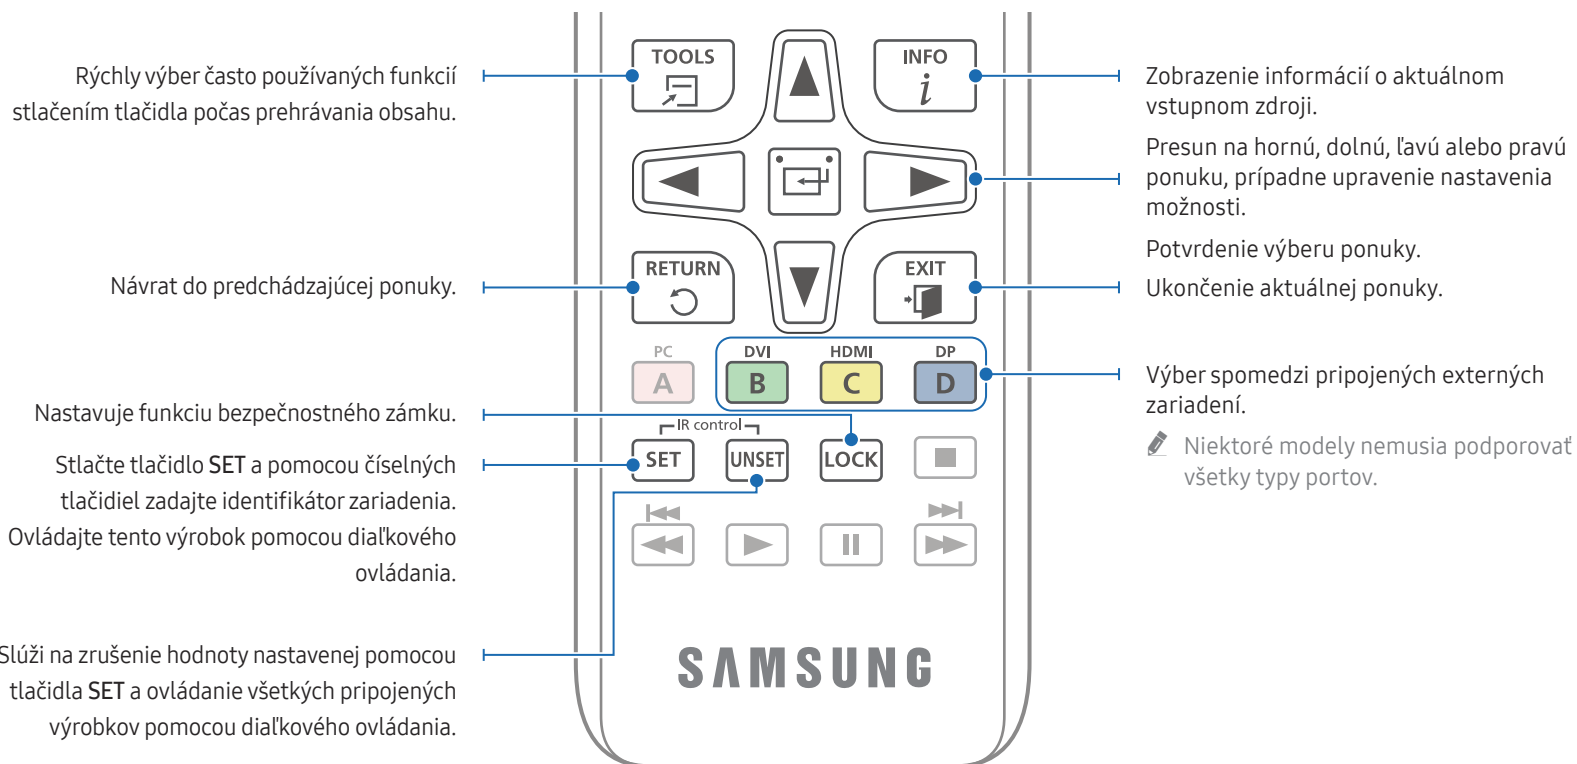 Rýchly výber často používaných funkcií
stlačením tlačidla počas prehrávania obsahu.
Návrat do predchádzajúcej ponuky.
Nastavuje funkciu bezpečnostného zámku.
Stlačte tlačidlo SET a pomocou číselných
tlačidiel zadajte identifikátor zariadenia.
Ovládajte tento výrobok pomocou diaľkového
ovládania.
Slúži na zrušenie hodnoty nastavenej pomocou
tlačidla SET a ovládanie všetkých pripojených
výrobkov pomocou diaľkového ovládania.
TOOLS
INFO
i
RETURN
EXIT
PC
DVI
HDMI
DP
A
B
C
D
IR control
SET
UNSET
LOCK
SAMSUNG
Zobrazenie informácií o aktuálnom
vstupnom zdroji.
Presun na hornú, dolnú, ľavú alebo pravú
ponuku, prípadne upravenie nastavenia
možnosti.
Potvrdenie výberu ponuky.
Ukončenie aktuálnej ponuky.
Výber spomedzi pripojených externých
zariadení.
Niektoré modely nemusia podporovať
všetky typy portov.